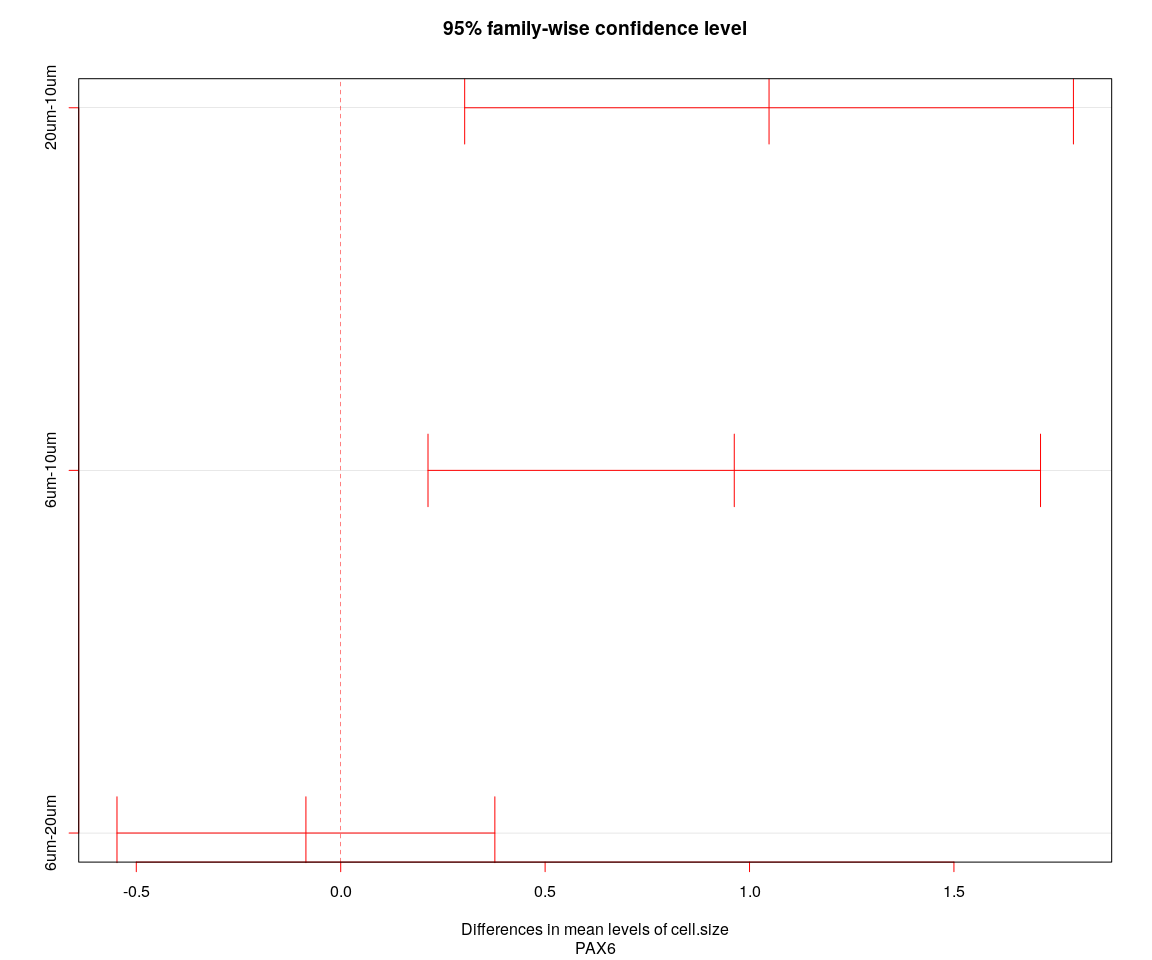 95% family-wise confidence level
20um-10um
6um-10um
6um-20um
-0.5 0.0 0.5 1.0 1.5
Differences in mean levels of cell.size
PAX6